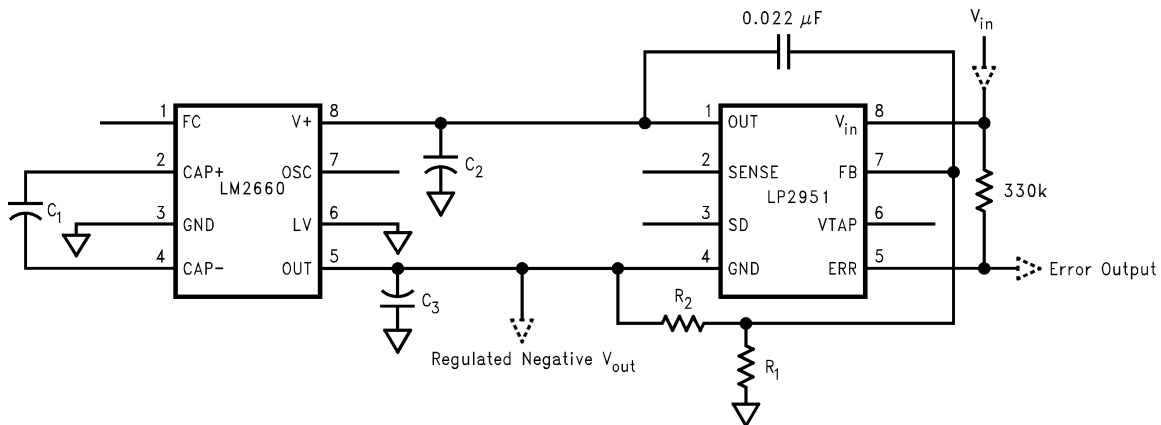 0.022 μF
V_in
1 FC
V+ 8
2 CAP+
OSC 7
3 GND
LV 6
4 CAP-
OUT 5
LM2660
C_1
C_2
C_3
1 OUT
V_in 8
2 SENSE
FB 7
3 SD
VTAP 6
4 GND
ERR 5
LP2951
330k
Error Output
R_2
R_1
Regulated Negative V_out